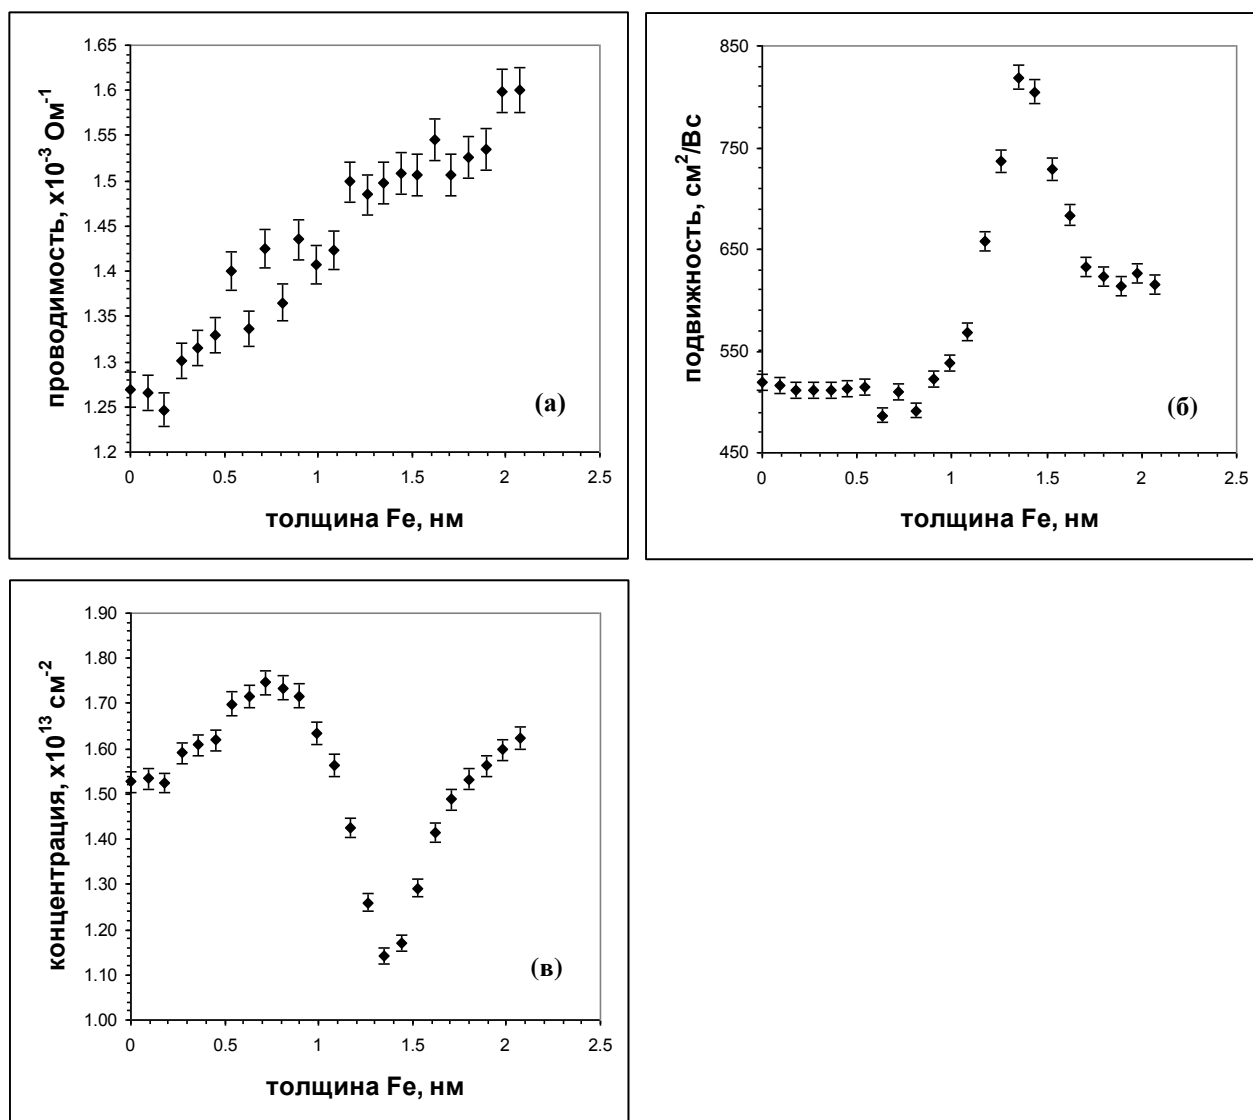 проводимость, x10⁻³ Ом⁻¹
1.65
1.6
1.55
1.5
1.45
1.4
1.35
1.3
1.25
1.2
0 0.5 1 1.5 2 2.5
толщина Fe, нм
(а)
подвижность, см²/Вс
850
750
650
550
450
0 0.5 1 1.5 2 2.5
толщина Fe, нм
(б)
концентрация, x10¹³ см⁻²
1.90
1.80
1.70
1.60
1.50
1.40
1.30
1.20
1.10
1.00
0 0.5 1 1.5 2 2.5
толщина Fe, нм
(в)